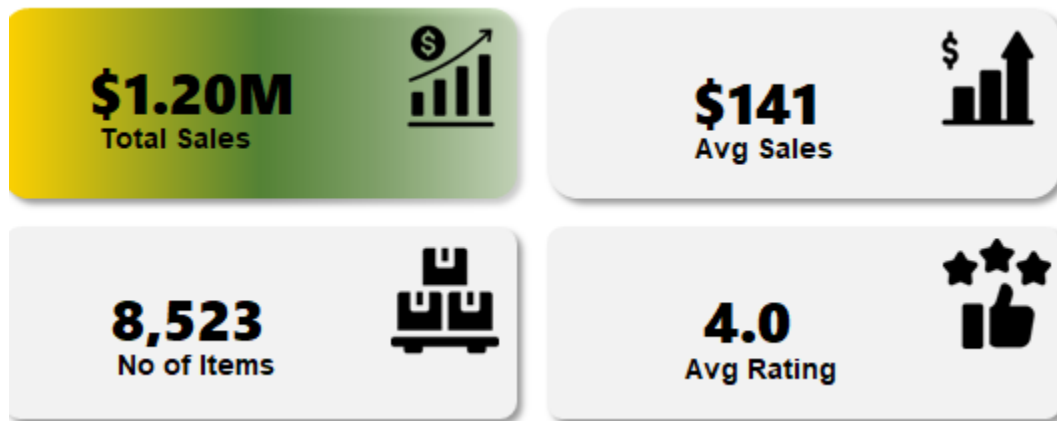 $1.20M
Total Sales
$
$141
Avg Sales
$
8,523
No of Items
4.0
Avg Rating